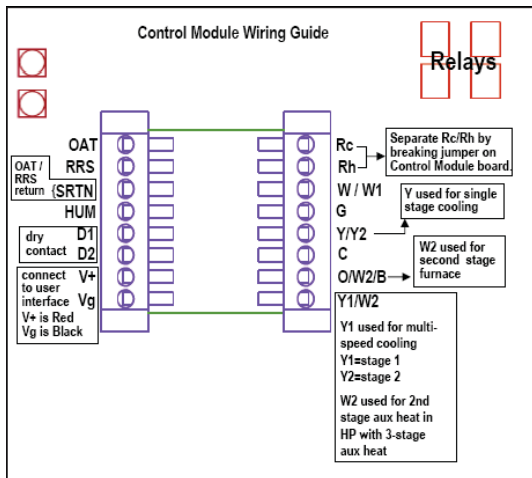 Control Module Wiring Guide
Relays
OAT
RRS
OAT /
RRS
return
{SRTN
HUM
dry
contact
D1
D2
connect
to user
interface
V+
Vg
V+ is Red
Vg is Black
Rc
Rh
Separate Rc/Rh by
breaking jumper on
Control Module board.
W / W1
G
Y/Y2
Y used for single
stage cooling
C
O/W2/B
W2 used for
second stage
furnace
Y1/W2
Y1 used for multi-
speed cooling
Y1=stage 1
Y2=stage 2
W2 used for 2nd
stage aux heat in
HP with 3-stage
aux heat